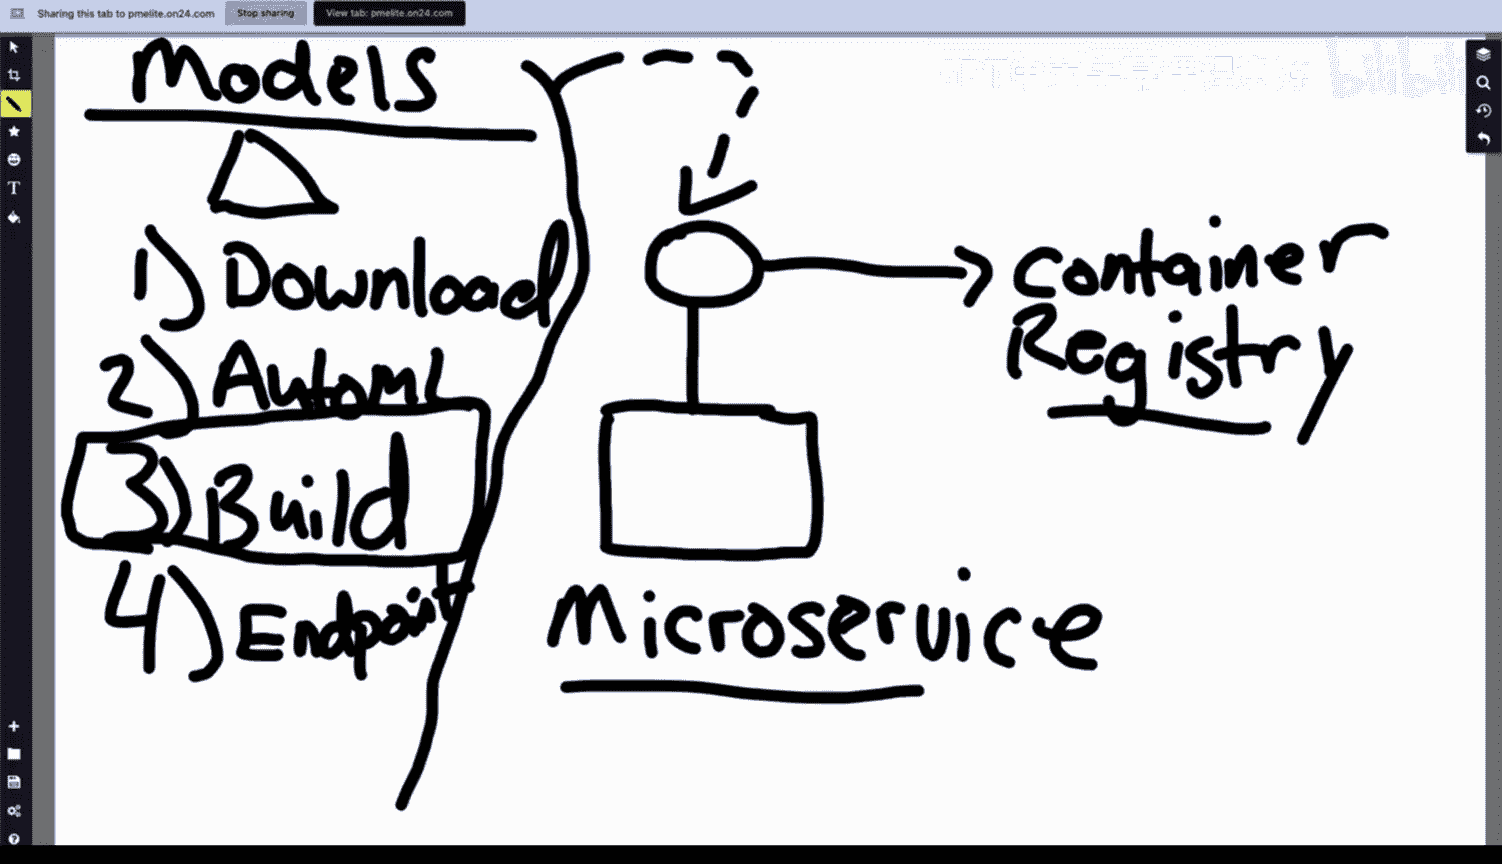 Sharing this tab to pmelite.on24.com
Stop sharing
View tab: pmelite.on24.com
Models
1) Download
2) AutomL
3) Build
4) Endpoint
Container
Registry
Microservice